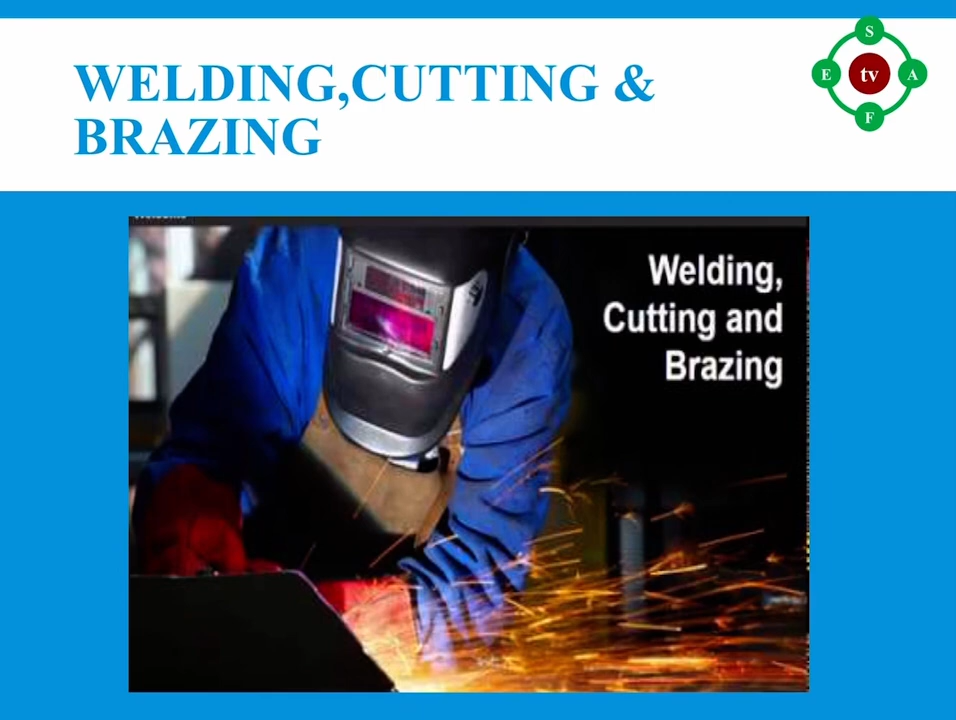 WELDING,CUTTING &
BRAZING
S
E tv A
F
Welding,
Cutting and
Brazing